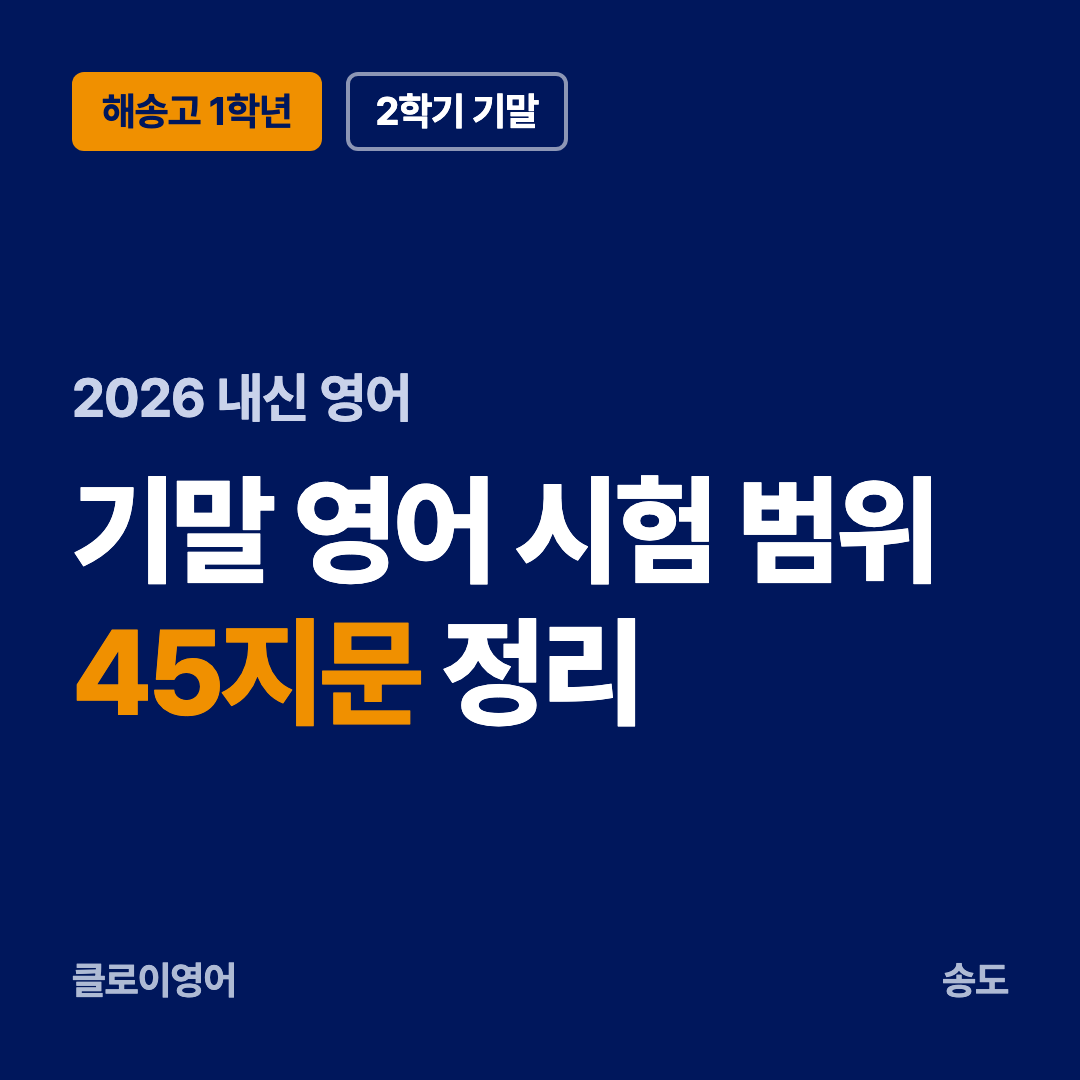 해송고 1학년
2학기 기말
2026 내신 영어
기말 영어 시험 범위
45지문 정리
클로이영어
송도